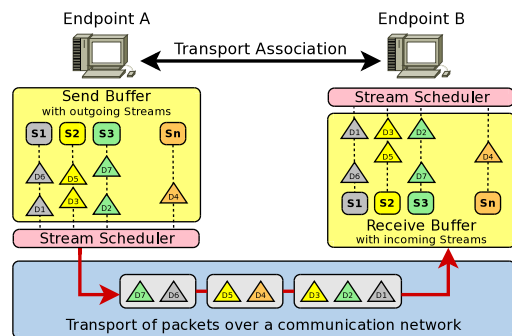 Endpoint A
Endpoint B
Transport Association
Send Buffer
with outgoing Streams
S1 S2 S3 Sn
D6 D5 D7
D3 D2 D4
Stream Scheduler
Stream Scheduler
D1 D3 D2
D5 D4
D6 D7
S1 S2 S3 Sn
Receive Buffer
with incoming Streams
D7 D6 D5 D4 D3 D2 D1
Transport of packets over a communication network